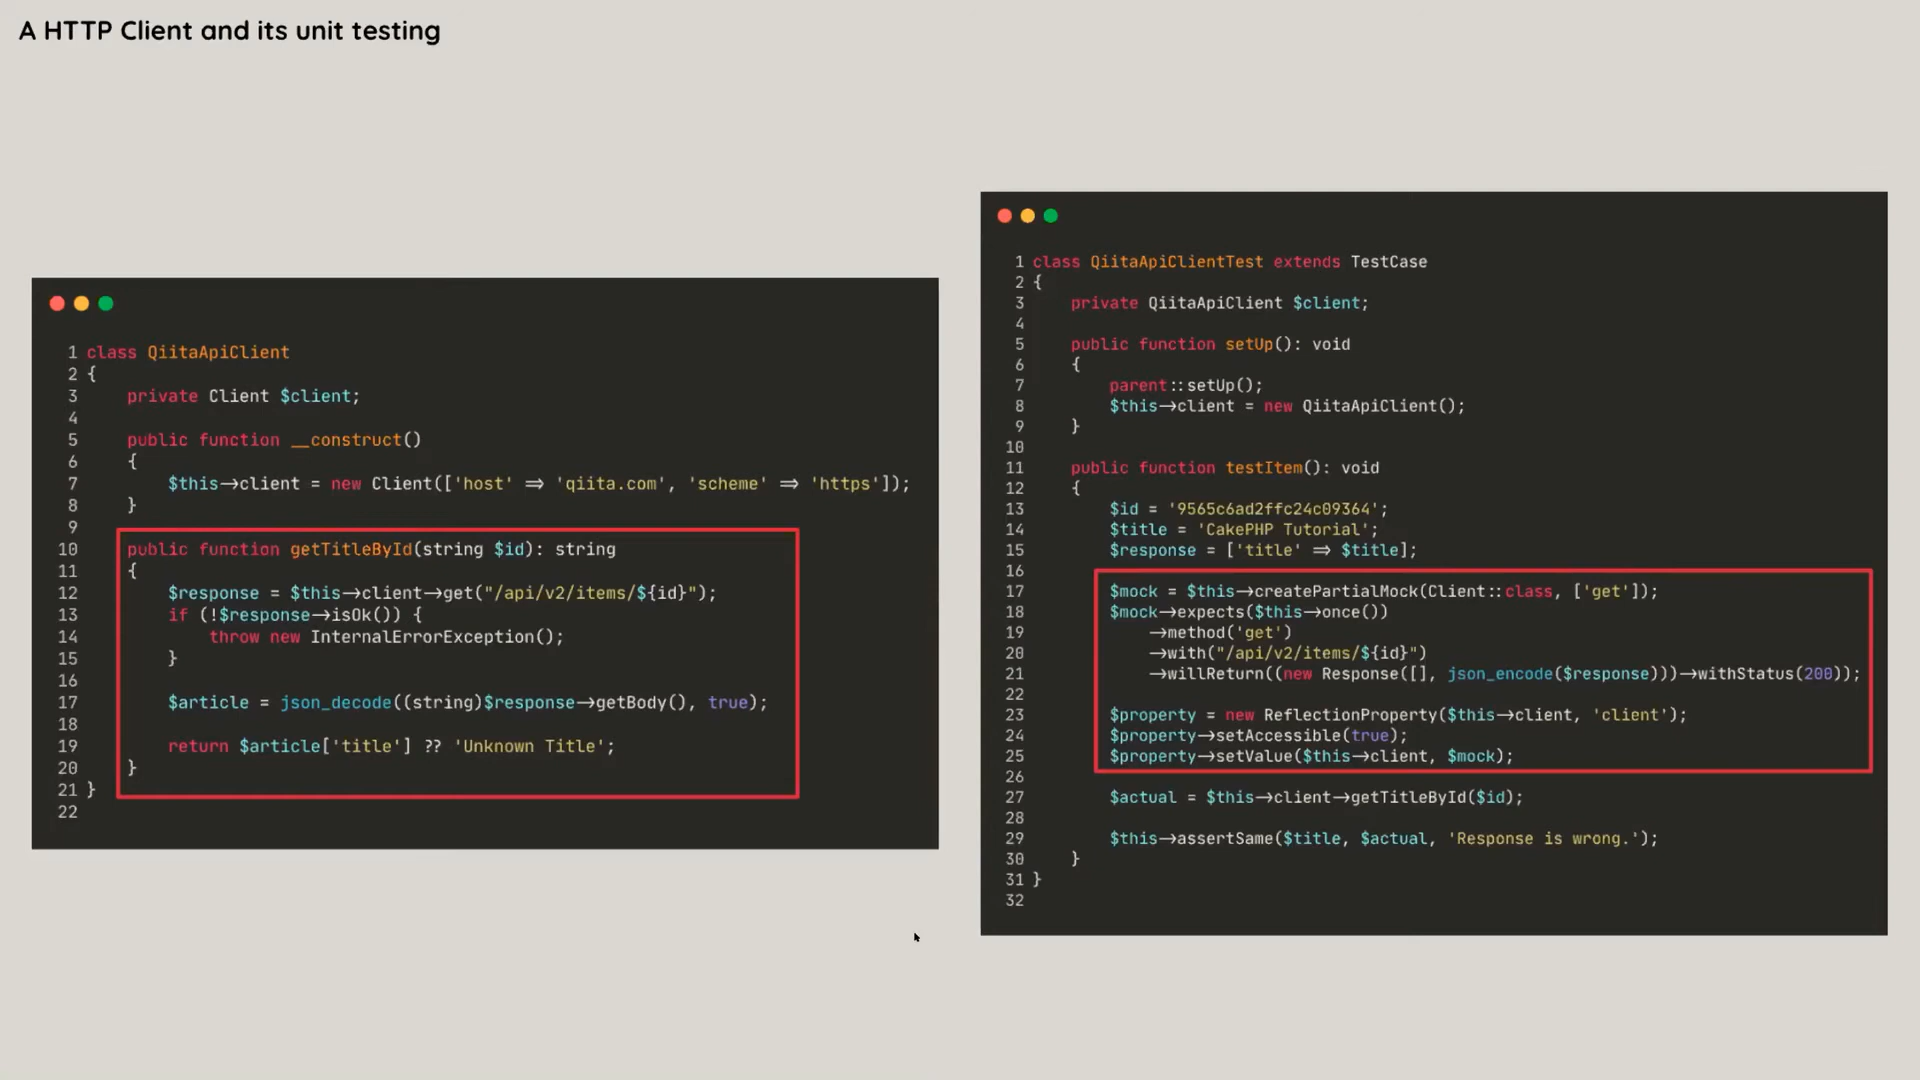 A HTTP Client and its unit testing
1 class QiitaApiClient
2 {
3     private Client $client;
4
5     public function __construct()
6     {
7         $this->client = new Client(['host' => 'qiita.com', 'scheme' => 'https']);
8     }
9
10     public function getTitleById(string $id): string
11     {
12         $response = $this->client->get("/api/v2/items/${id}");
13         if (!$response->isOk()) {
14             throw new InternalErrorException();
15         }
16
17         $article = json_decode((string)$response->getBody(), true);
18
19         return $article['title'] ?? 'Unknown Title';
20     }
21 }
22
1 class QiitaApiClientTest extends TestCase
2 {
3     private QiitaApiClient $client;
4
5     public function setUp(): void
6     {
7         parent::setUp();
8         $this->client = new QiitaApiClient();
9     }
10
11     public function testItem(): void
12     {
13         $id = '9565c6ad2ffc24c09364';
14         $title = 'CakePHP Tutorial';
15         $response = ['title' => $title];
16
17         $mock = $this->createPartialMock(Client::class, ['get']);
18         $mock->expects($this->once())
19             ->method('get')
20             ->with("/api/v2/items/${id}")
21             ->willReturn((new Response([], json_encode($response)))->withStatus(200));
22
23         $property = new ReflectionProperty($this->client, 'client');
24         $property->setAccessible(true);
25         $property->setValue($this->client, $mock);
26
27         $actual = $this->client->getTitleById($id);
28
29         $this->assertSame($title, $actual, 'Response is wrong.');
30     }
31 }
32